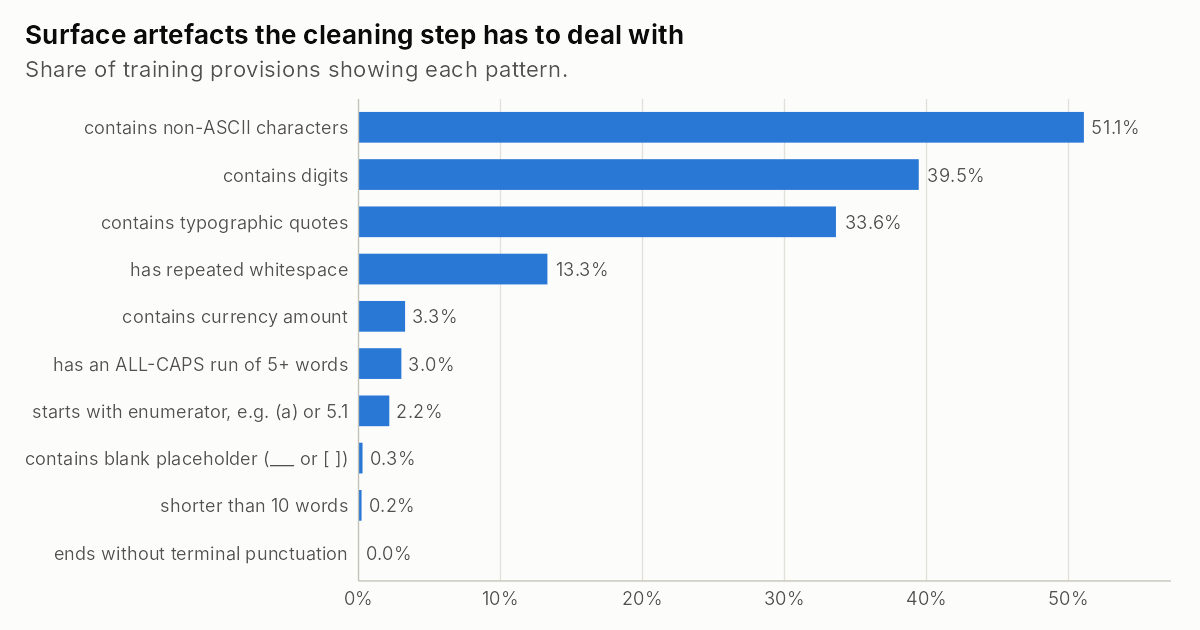 Surface artefacts the cleaning step has to deal with
Share of training provisions showing each pattern.
contains non-ASCII characters 51.1%
contains digits 39.5%
contains typographic quotes 33.6%
has repeated whitespace 13.3%
contains currency amount 3.3%
has an ALL-CAPS run of 5+ words 3.0%
starts with enumerator, e.g. (a) or 5.1 2.2%
contains blank placeholder (___ or [ ]) 0.3%
shorter than 10 words 0.2%
ends without terminal punctuation 0.0%
0% 10% 20% 30% 40% 50%